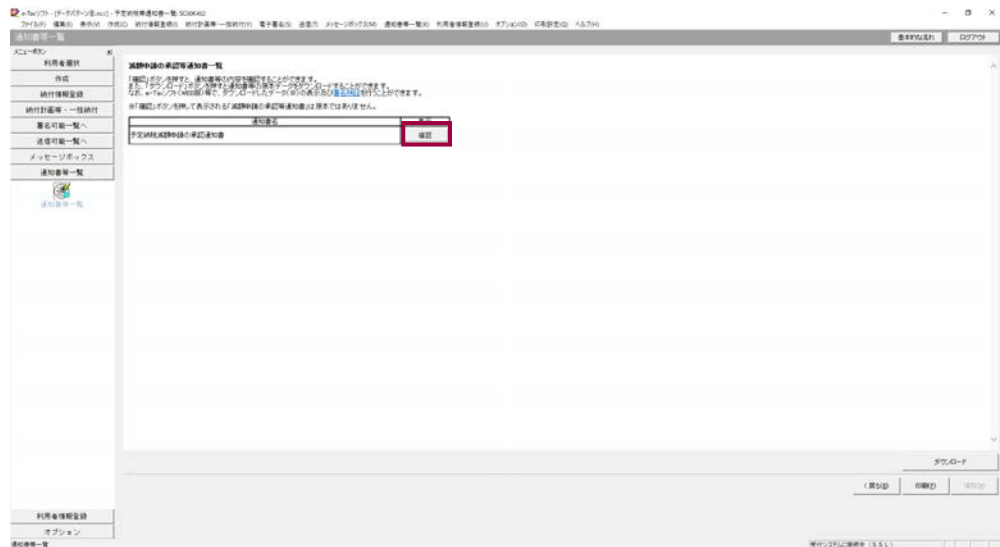 e-Taxソフト - [データパターン①.xcx] - 予定納税等通知書一覧:SC00K492
ファイル(F) 編集(E) 表示(V) 作成(C) 納付情報登録(I) 納付計画等・一括納付(Y) 電子署名(S) 送信(T) メッセージボックス(M) 通知書等一覧(X) 利用者情報登録(U) オプション(O) 印刷設定(Q) ヘルプ(H)
通知書等一覧
基本的な流れ
ログアウト
メニューボタン
利用者選択
作成
納付情報登録
納付計画等・一括納付
署名可能一覧へ
送信可能一覧へ
メッセージボックス
通知書等一覧
通知書等一覧
減額申請の承認等通知書一覧
「確認」ボタンを押すと、通知書等の内容を確認することができます。
また、「ダウンロード」ボタンを押すと通知書等の原本データをダウンロードすることができます。
なお、e-Taxソフト(WEB版)等で、ダウンロードしたデータ(※)の表示及び署名検証を行うことができます。
※「確認」ボタンを押して表示される「減額申請の承認等通知書」は原本ではありません。
通知書名
表示
予定納税減額申請の承認通知書
確認
ダウンロード
< 戻る(B)
印刷(P)
利用者情報登録
オプション
通知書等一覧
受付システムに接続中 (SSL)